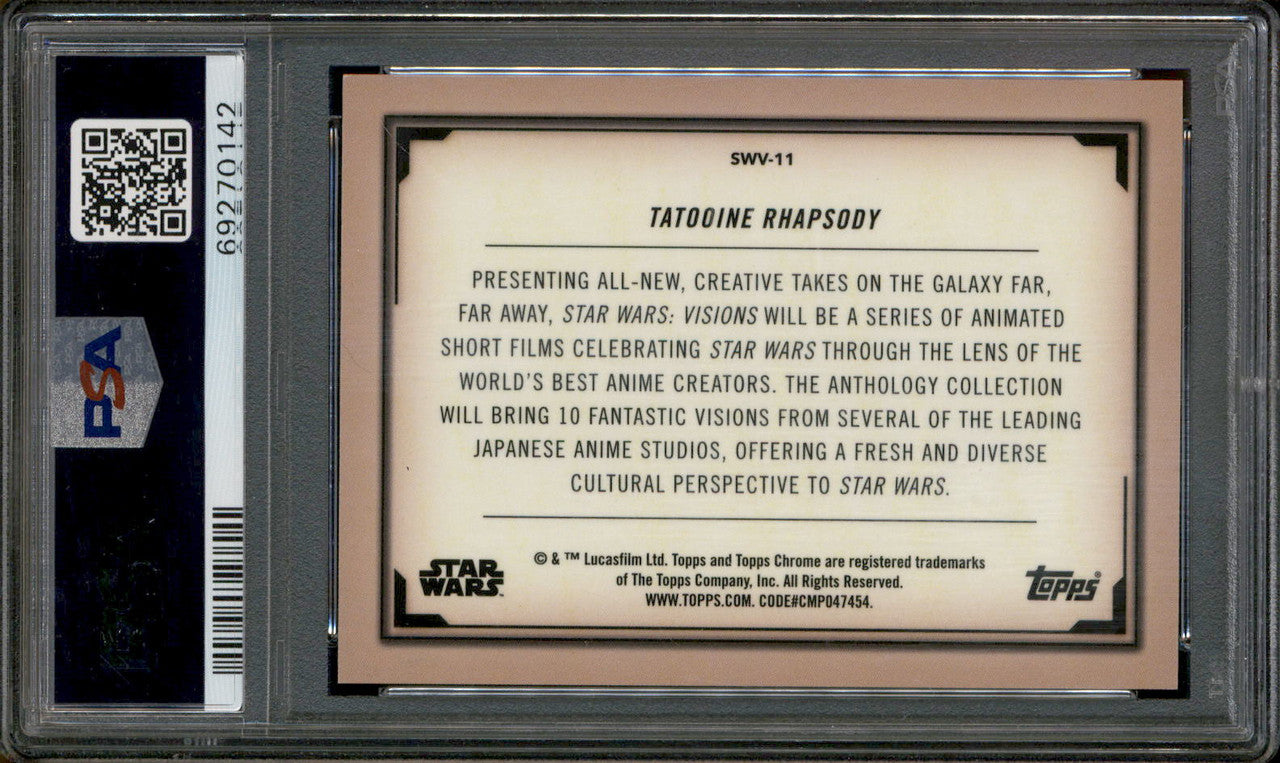 69270142
PSA
SWV-11
TATOOINE RHAPSODY
PRESENTING ALL-NEW, CREATIVE TAKES ON THE GALAXY FAR,
FAR AWAY, STAR WARS: VISIONS WILL BE A SERIES OF ANIMATED
SHORT FILMS CELEBRATING STAR WARS THROUGH THE LENS OF THE
WORLD'S BEST ANIME CREATORS. THE ANTHOLOGY COLLECTION
WILL BRING 10 FANTASTIC VISIONS FROM SEVERAL OF THE LEADING
JAPANESE ANIME STUDIOS, OFFERING A FRESH AND DIVERSE
CULTURAL PERSPECTIVE TO STAR WARS.
© & ™ Lucasfilm Ltd. Topps and Topps Chrome are registered trademarks
of The Topps Company, Inc. All Rights Reserved.
WWW.TOPPS.COM. CODE#CMP047454.
STAR
WARS
topps®